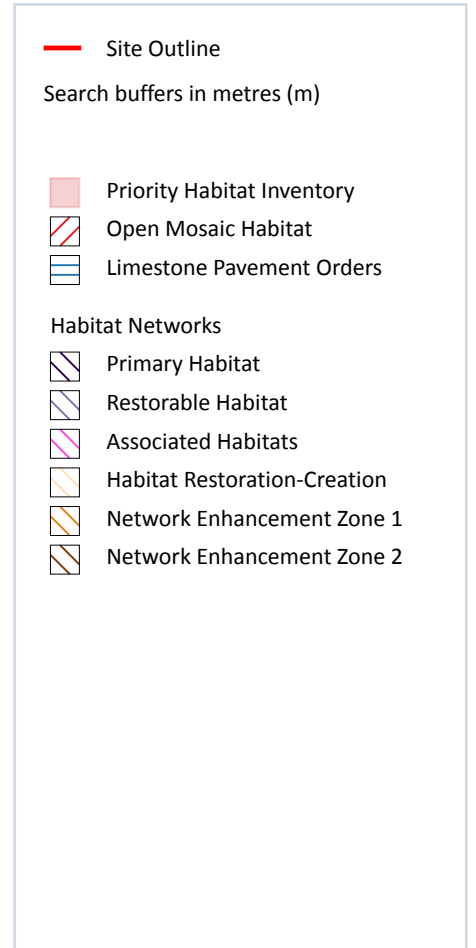 Site Outline
Search buffers in metres (m)
Priority Habitat Inventory
Open Mosaic Habitat
Limestone Pavement Orders
Habitat Networks
Primary Habitat
Restorable Habitat
Associated Habitats
Habitat Restoration-Creation
Network Enhancement Zone 1
Network Enhancement Zone 2